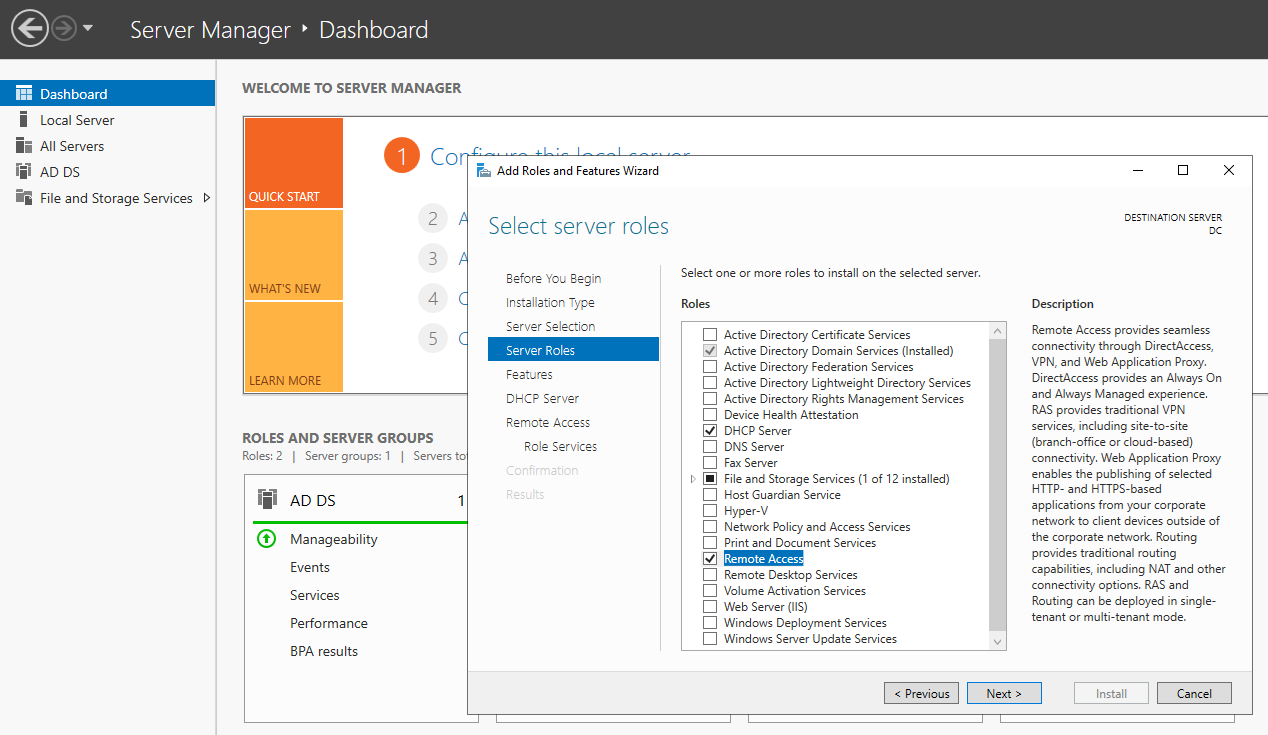 Server Manager ‣ Dashboard
Dashboard
Local Server
All Servers
AD DS
File and Storage Services
WELCOME TO SERVER MANAGER
QUICK START
WHAT'S NEW
LEARN MORE
1 Configure this local server
2 A
3 A
4 C
5 C
ROLES AND SERVER GROUPS
Roles: 2 | Server groups: 1 | Servers to
AD DS 1
Manageability
Events
Services
Performance
BPA results
Add Roles and Features Wizard
Select server roles
DESTINATION SERVER
DC
Before You Begin
Installation Type
Server Selection
Server Roles
Features
DHCP Server
Remote Access
Role Services
Confirmation
Results
Select one or more roles to install on the selected server.
Roles
Active Directory Certificate Services
Active Directory Domain Services (Installed)
Active Directory Federation Services
Active Directory Lightweight Directory Services
Active Directory Rights Management Services
Device Health Attestation
DHCP Server
DNS Server
Fax Server
File and Storage Services (1 of 12 installed)
Host Guardian Service
Hyper-V
Network Policy and Access Services
Print and Document Services
Remote Access
Remote Desktop Services
Volume Activation Services
Web Server (IIS)
Windows Deployment Services
Windows Server Update Services
Description
Remote Access provides seamless
connectivity through DirectAccess,
VPN, and Web Application Proxy.
DirectAccess provides an Always On
and Always Managed experience.
RAS provides traditional VPN
services, including site-to-site
(branch-office or cloud-based)
connectivity. Web Application Proxy
enables the publishing of selected
HTTP- and HTTPS-based
applications from your corporate
network to client devices outside of
the corporate network. Routing
provides traditional routing
capabilities, including NAT and other
connectivity options. RAS and
Routing can be deployed in single-
tenant or multi-tenant mode.
< Previous
Next >
Install
Cancel